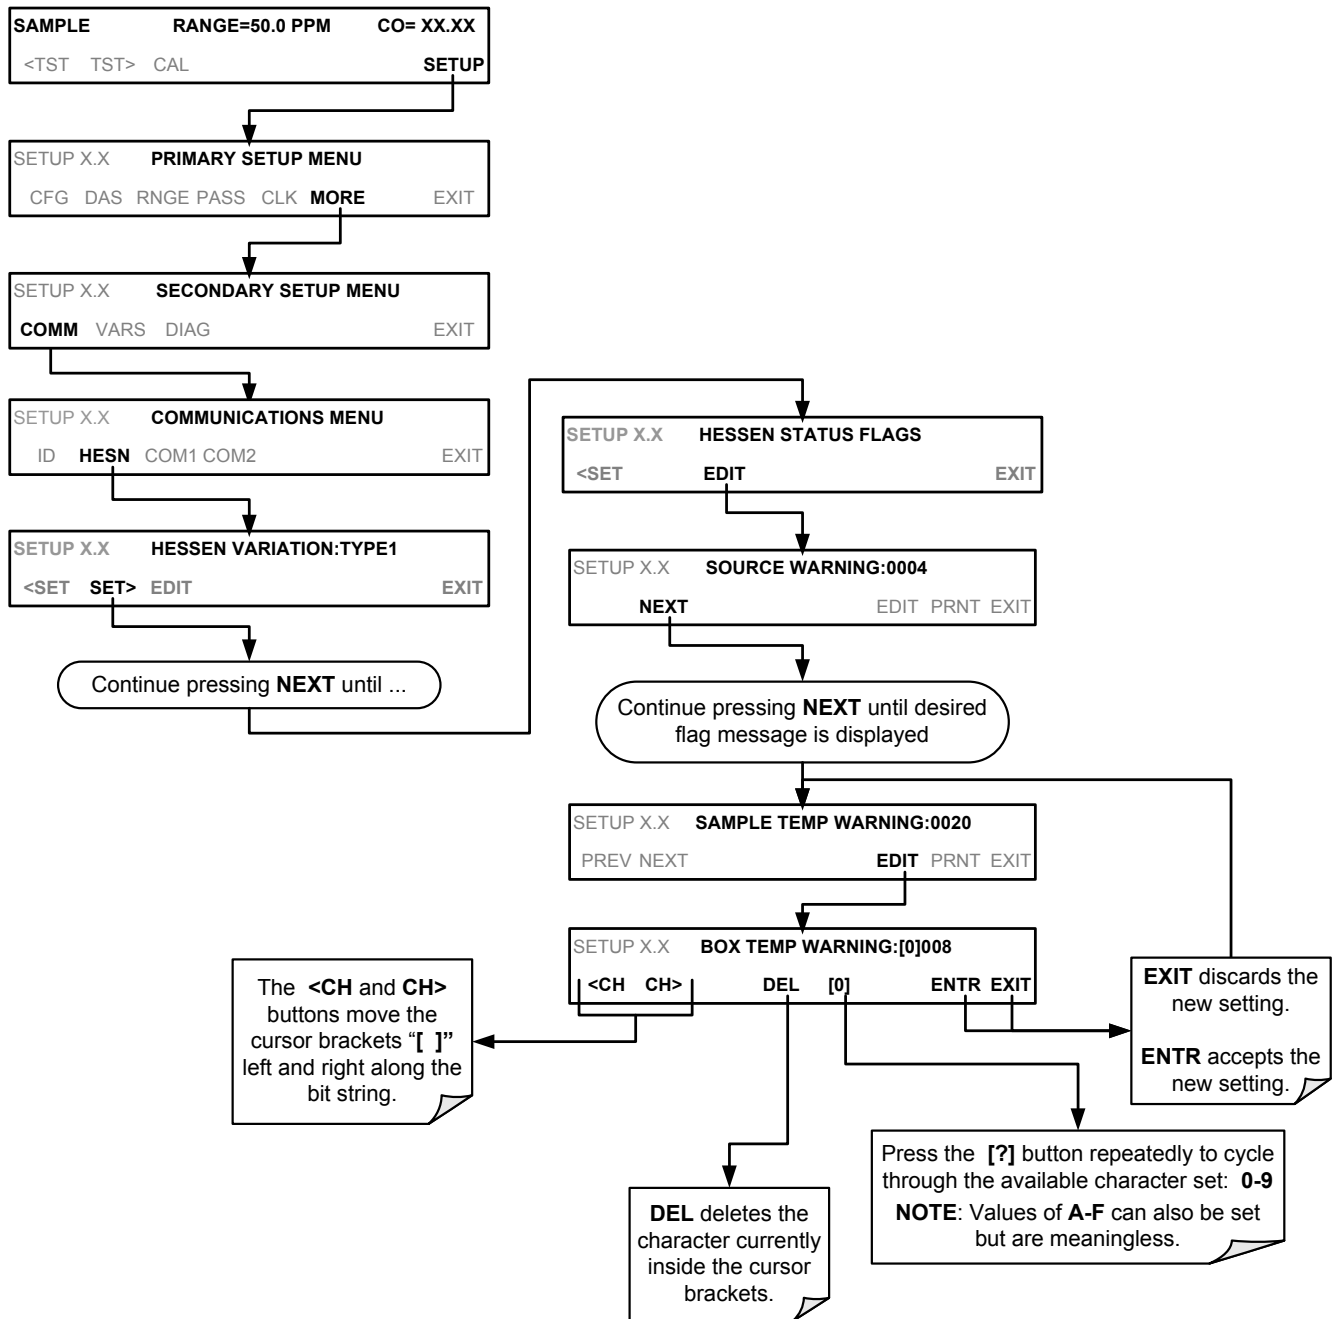 SAMPLE RANGE=50.0 PPM CO= XX.XX
<TST TST> CAL SETUP
SETUP X.X PRIMARY SETUP MENU
CFG DAS RNGE PASS CLK MORE EXIT
SETUP X.X SECONDARY SETUP MENU
COMM VARS DIAG EXIT
SETUP X.X COMMUNICATIONS MENU
ID HESN COM1 COM2 EXIT
SETUP X.X HESSEN VARIATION:TYPE1
<SET SET> EDIT EXIT
Continue pressing NEXT until ...
SETUP X.X HESSEN STATUS FLAGS
<SET EDIT EXIT
SETUP X.X SOURCE WARNING:0004
NEXT EDIT PRNT EXIT
Continue pressing NEXT until desired
flag message is displayed
SETUP X.X SAMPLE TEMP WARNING:0020
PREV NEXT EDIT PRNT EXIT
SETUP X.X BOX TEMP WARNING:[0]008
<CH CH> DEL [0] ENTR EXIT
The <CH and CH>
buttons move the
cursor brackets “[ ]”
left and right along the
bit string.
EXIT discards the
new setting.
ENTR accepts the
new setting.
Press the [?] button repeatedly to cycle
through the available character set: 0-9
NOTE: Values of A-F can also be set
but are meaningless.
DEL deletes the
character currently
inside the cursor
brackets.